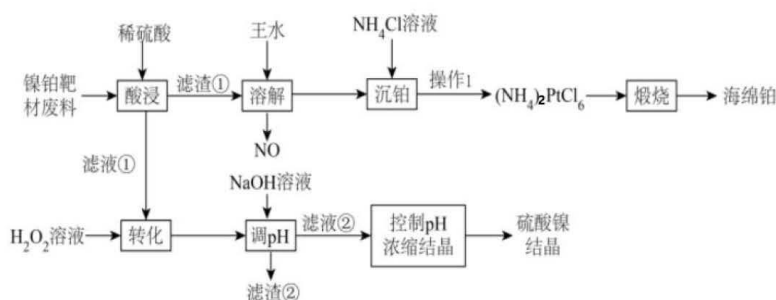 稀硫酸
王水
NH₄Cl溶液
镍铂靶
材废料
酸浸
滤渣①
溶解
沉铂
操作1
(NH₄)₂PtCl₆
煅烧
海绵铂
NO
滤液①
NaOH溶液
H₂O₂溶液
转化
调pH
滤液②
控制pH
浓缩结晶
硫酸镍
结晶
滤渣②